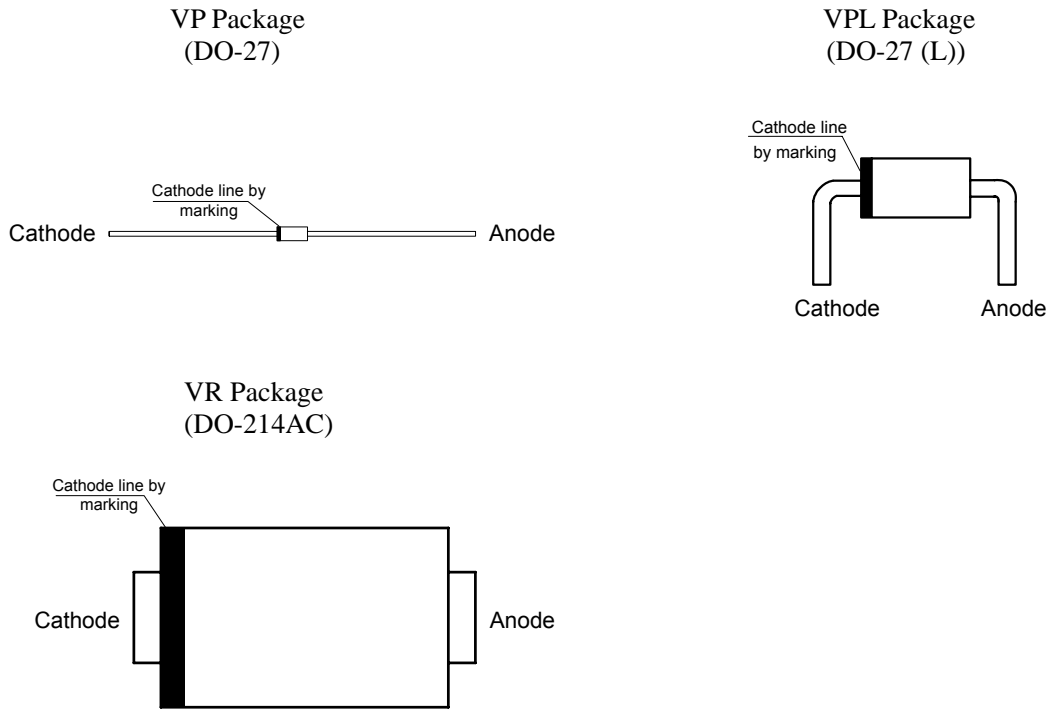 VP Package
(DO-27)
Cathode line by
marking
Cathode
Anode
VPL Package
(DO-27 (L))
Cathode line
by marking
Cathode
Anode
VR Package
(DO-214AC)
Cathode line by
marking
Cathode
Anode